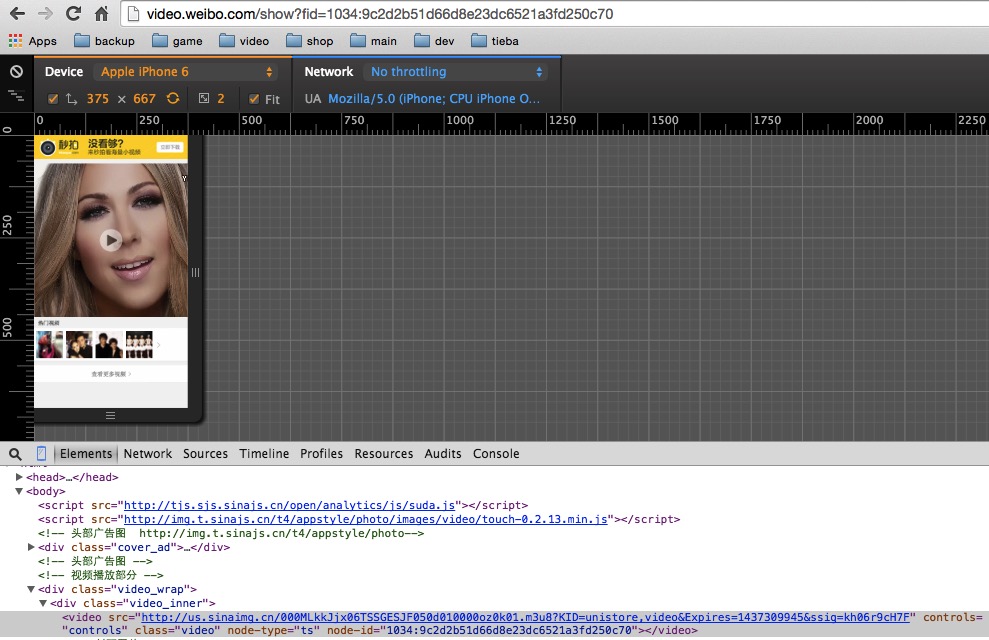 video.weibo.com/show?fid=1034:9c2d2b51d66d8e23dc6521a3fd250c70
Apps backup game video shop main dev tieba
Device Apple iPhone 6 Network No throttling
375 × 667 2 Fit UA Mozilla/5.0 (iPhone; CPU iPhone O...
0 250 500 750 1000 1250 1500 1750 2000 2250
0
250
500
秒拍 没看够?
来秒拍看海量小视频
立即下载
热门视频
查看更多视频 >
Elements Network Sources Timeline Profiles Resources Audits Console
▶<head>…</head>
▼<body>
<script src="http://tjs.sjs.sinajs.cn/open/analytics/js/suda.js"></script>
<script src="http://img.t.sinajs.cn/t4/appstyle/photo/images/video/touch-0.2.13.min.js"></script>
<!-- 头部广告图 http://img.t.sinajs.cn/t4/appstyle/photo-->
▶<div class="cover_ad">…</div>
<!-- 头部广告图 -->
<!-- 视频播放部分 -->
▼<div class="video_wrap">
▼<div class="video_inner">
<video src="http://us.sinaimg.cn/000MLkkJjx06TSSGESJF050d010000oz0k01.m3u8?KID=unistore,video&Expires=1437309945&ssig=kh06r9cH7F" controls=
"controls" class="video" node-type="ts" node-id="1034:9c2d2b51d66d8e23dc6521a3fd250c70"></video>